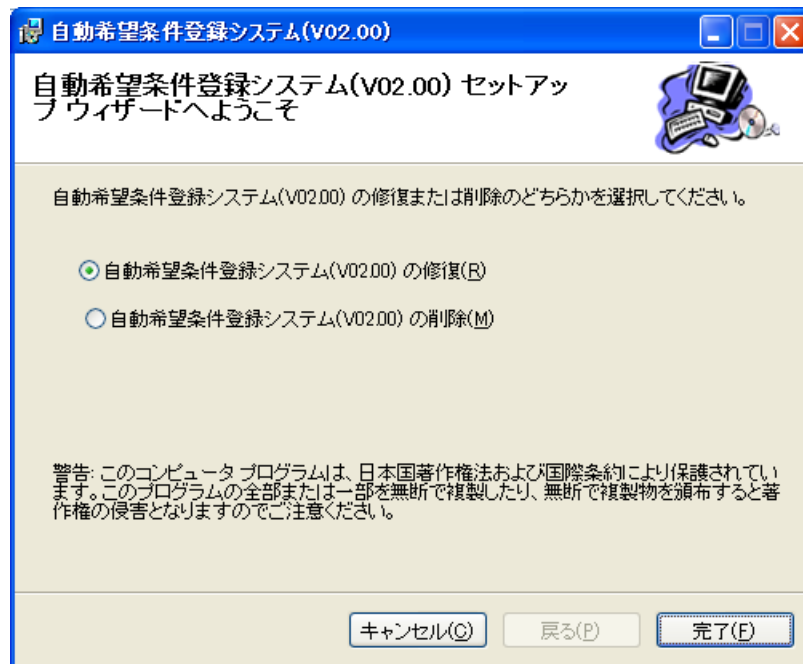 自動希望条件登録システム(V02.00)
自動希望条件登録システム(V02.00) セットアッ
プ ウィザードへようこそ
自動希望条件登録システム(V02.00) の修復または削除のどちらかを選択してください。
自動希望条件登録システム(V02.00) の修復(R)
自動希望条件登録システム(V02.00) の削除(M)
警告: このコンピュータ プログラムは、日本国著作権法および国際条約により保護されてい
ます。このプログラムの全部または一部を無断で複製したり、無断で複製物を頒布すると著
作権の侵害となりますのでご注意ください。
キャンセル(C) 戻る(P) 完了(F)